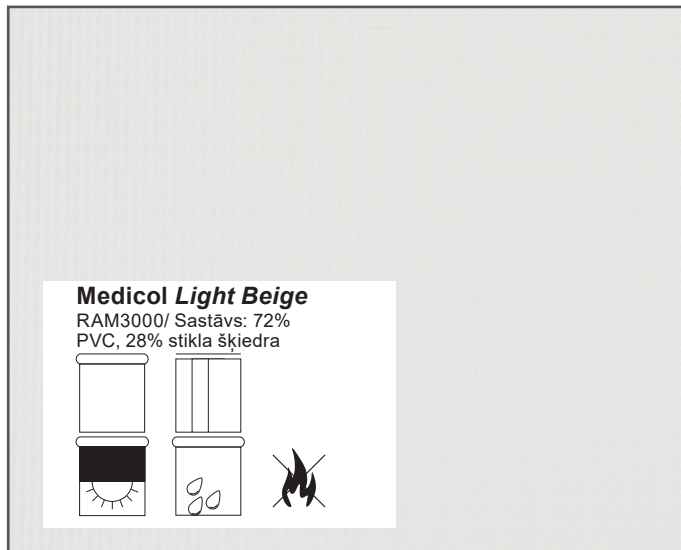 Medicol Light Beige
RAM3000/ Sastāvs: 72%
PVC, 28% stikla šķiedra